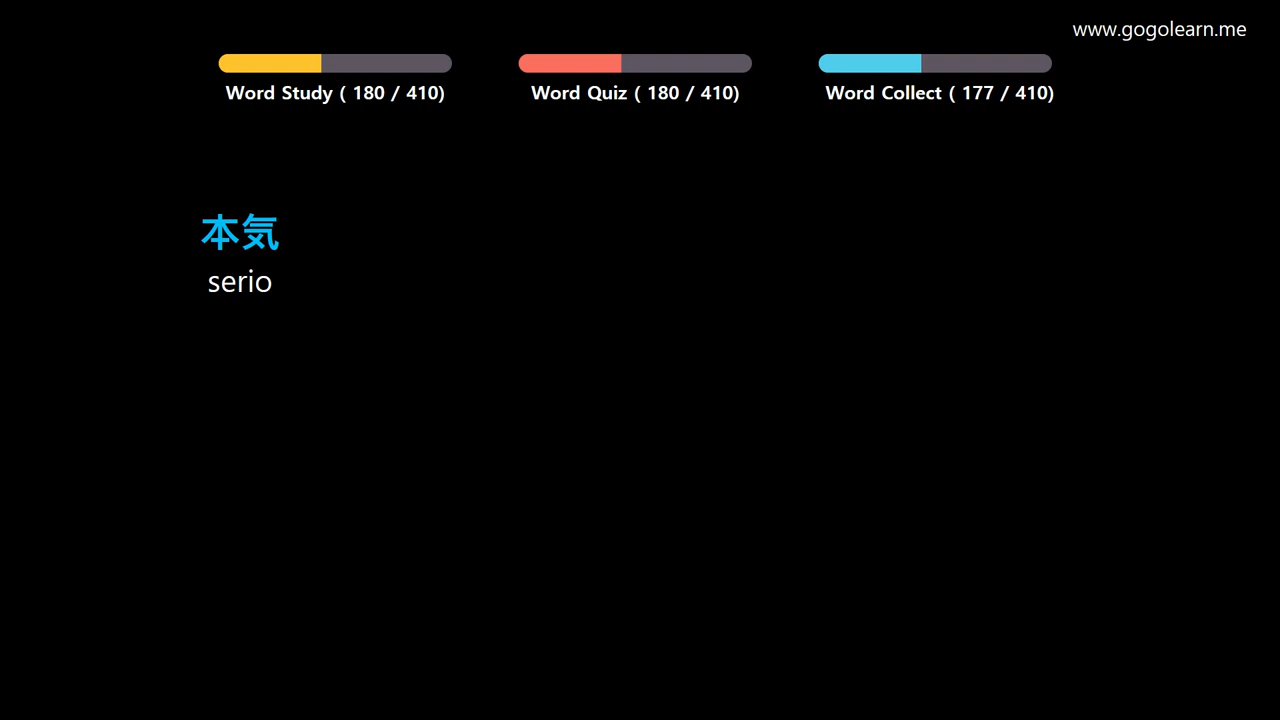 www.gogolearn.me
Word Study ( 180 / 410)
Word Quiz ( 180 / 410)
Word Collect ( 177 / 410)
本気
serio